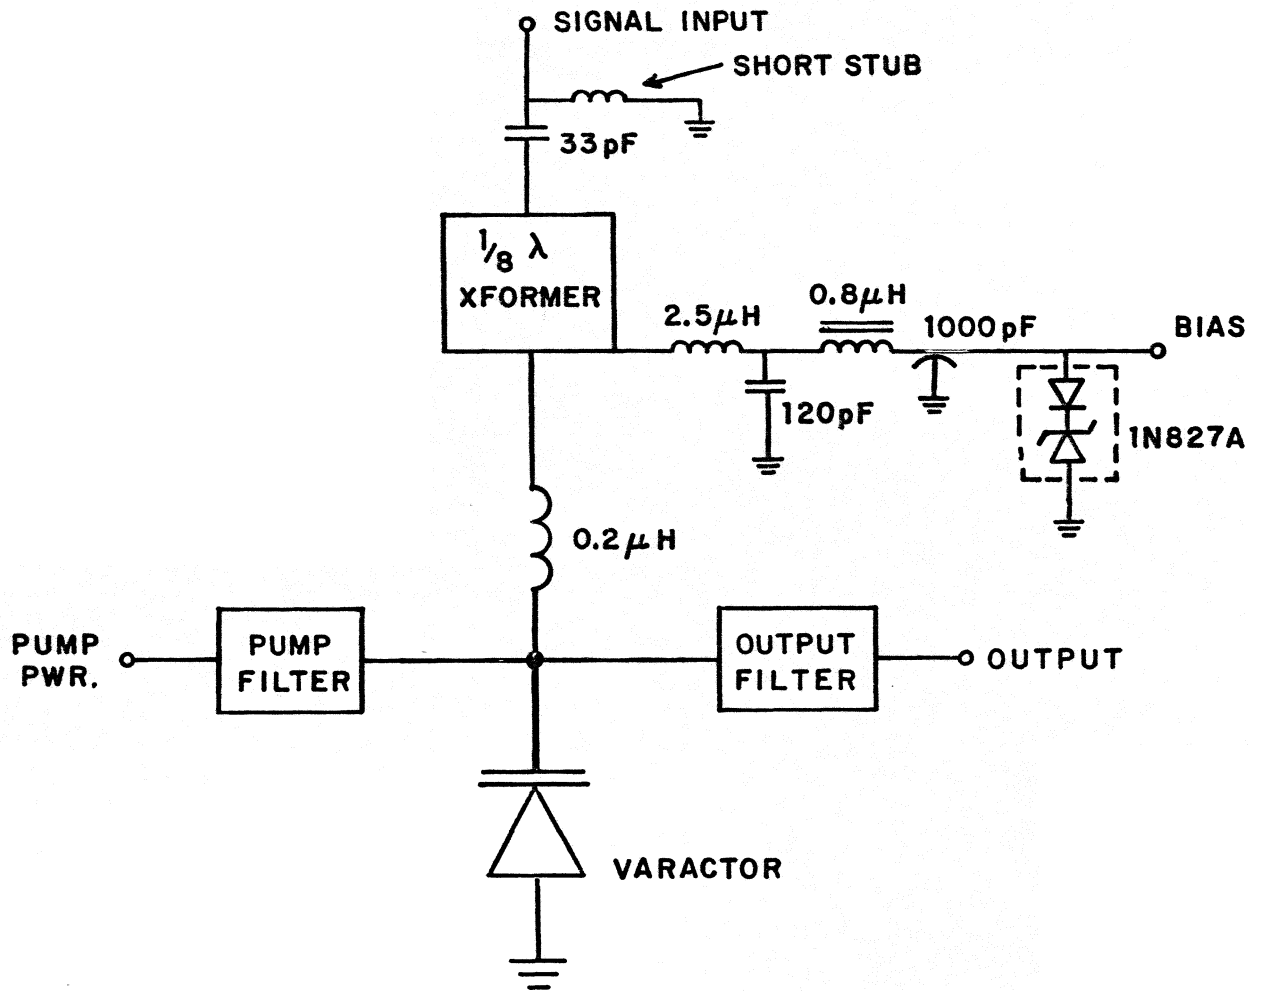 SIGNAL INPUT
SHORT STUB
33pF
1/8 λ
XFORMER
2.5μH
0.8μH
1000pF
BIAS
120pF
1N827A
0.2μH
PUMP
PWR.
PUMP
FILTER
OUTPUT
FILTER
OUTPUT
VARACTOR